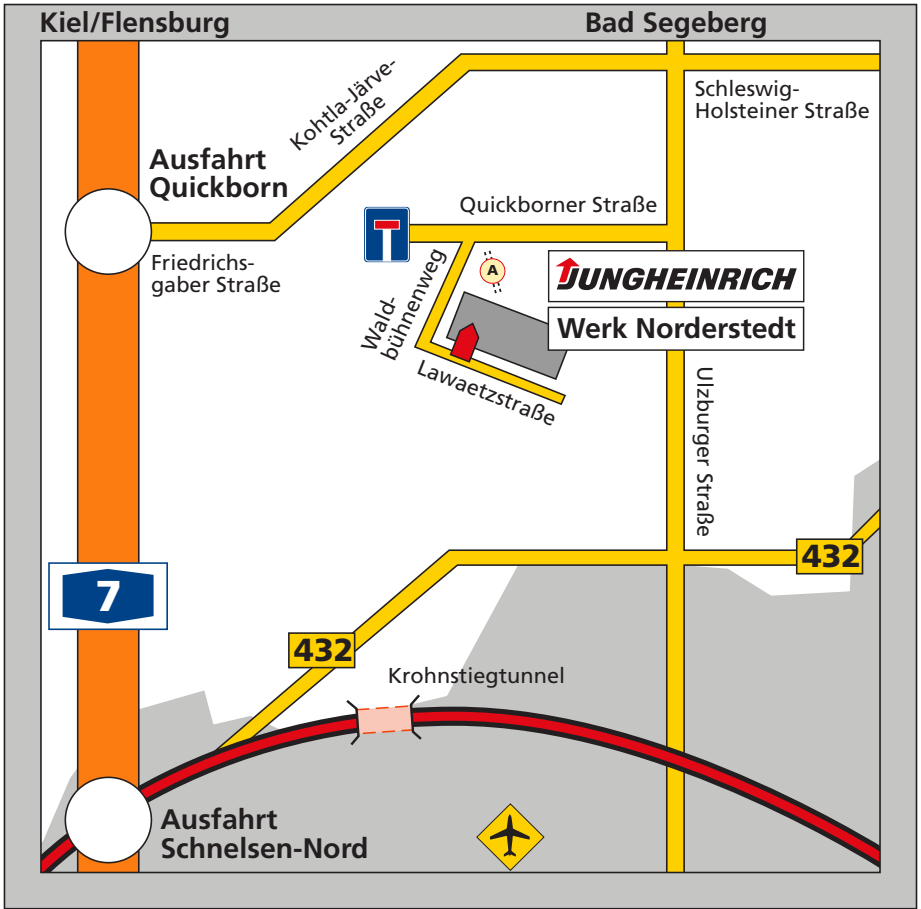 Kiel/Flensburg
Bad Segeberg
Kohtla-Järve-
Straße
Schleswig-
Holsteiner Straße
Ausfahrt
Quickborn
Quickborner Straße
Friedrichs-
gaber Straße
Wald-
bühnenweg
A
JUNGHEINRICH
Werk Norderstedt
Lawaetzstraße
Ulzburger Straße
432
7
432
Krohnstiegtunnel
Ausfahrt
Schnelsen-Nord